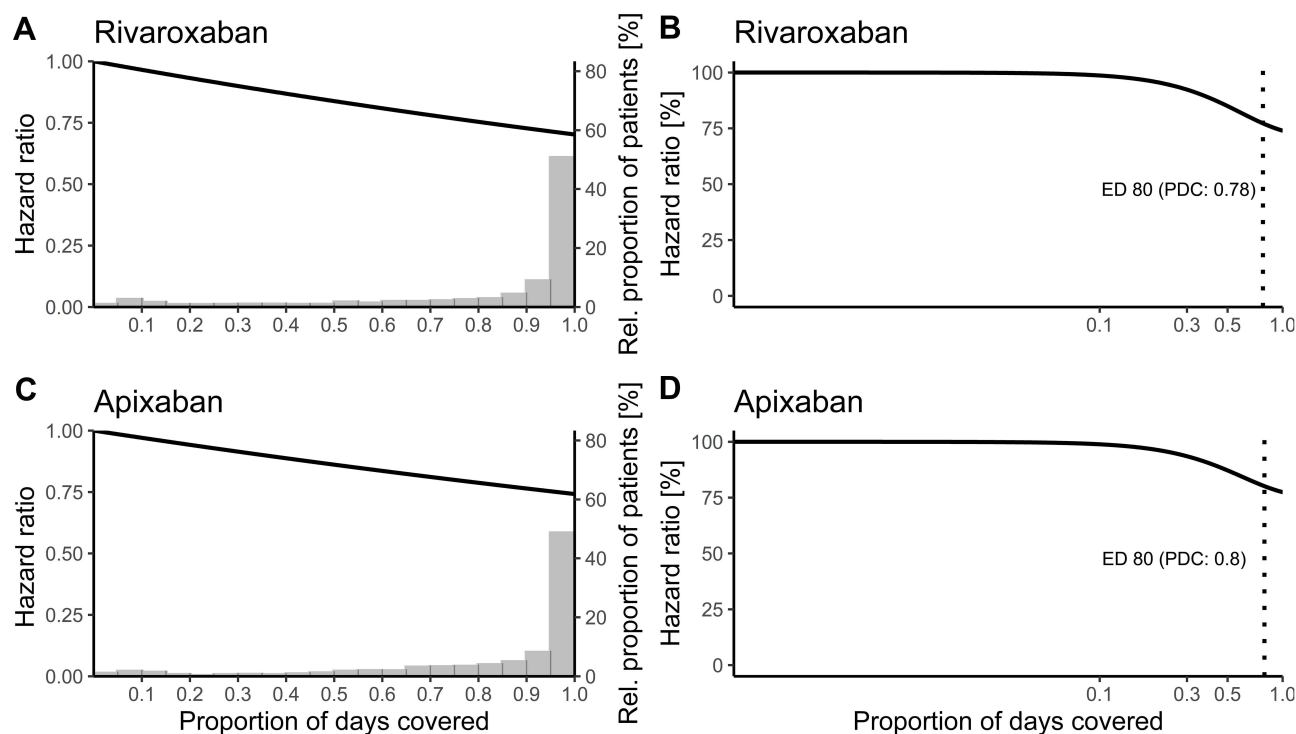 A
Rivaroxaban
Hazard ratio
1.00
0.75
0.50
0.25
0.00
0.1 0.2 0.3 0.4 0.5 0.6 0.7 0.8 0.9 1.0
80
60
40
20
0
Rel. proportion of patients [%]
B
Rivaroxaban
Hazard ratio [%]
100
75
50
25
0
ED 80 (PDC: 0.78)
0.1 0.3 0.5 1.0
C
Apixaban
Hazard ratio
1.00
0.75
0.50
0.25
0.00
0.1 0.2 0.3 0.4 0.5 0.6 0.7 0.8 0.9 1.0
Proportion of days covered
80
60
40
20
0
Rel. proportion of patients [%]
D
Apixaban
Hazard ratio [%]
100
75
50
25
0
ED 80 (PDC: 0.8)
0.1 0.3 0.5 1.0
Proportion of days covered